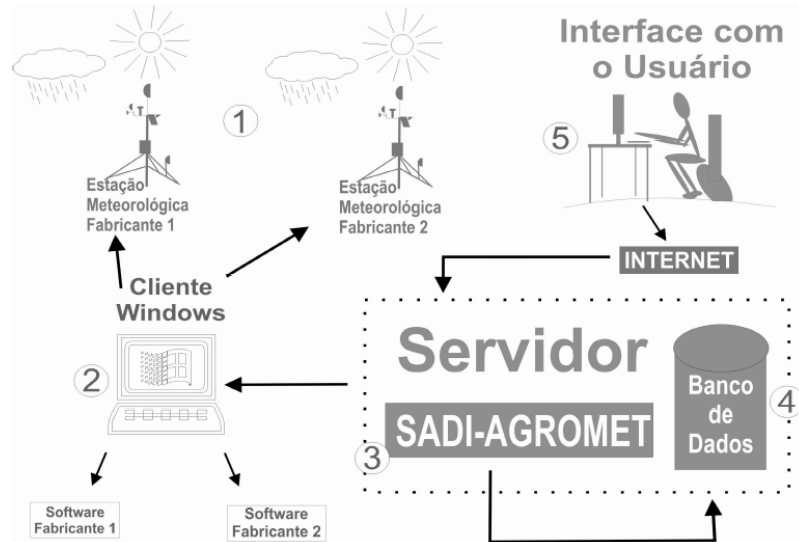 Interface com
o Usuário
1
5
Estação
Meteorológica
Fabricante 1
Estação
Meteorológica
Fabricante 2
INTERNET
Cliente
Windows
Servidor
2
Banco
de
Dados
4
SADI-AGROMET
3
Software
Fabricante 1
Software
Fabricante 2